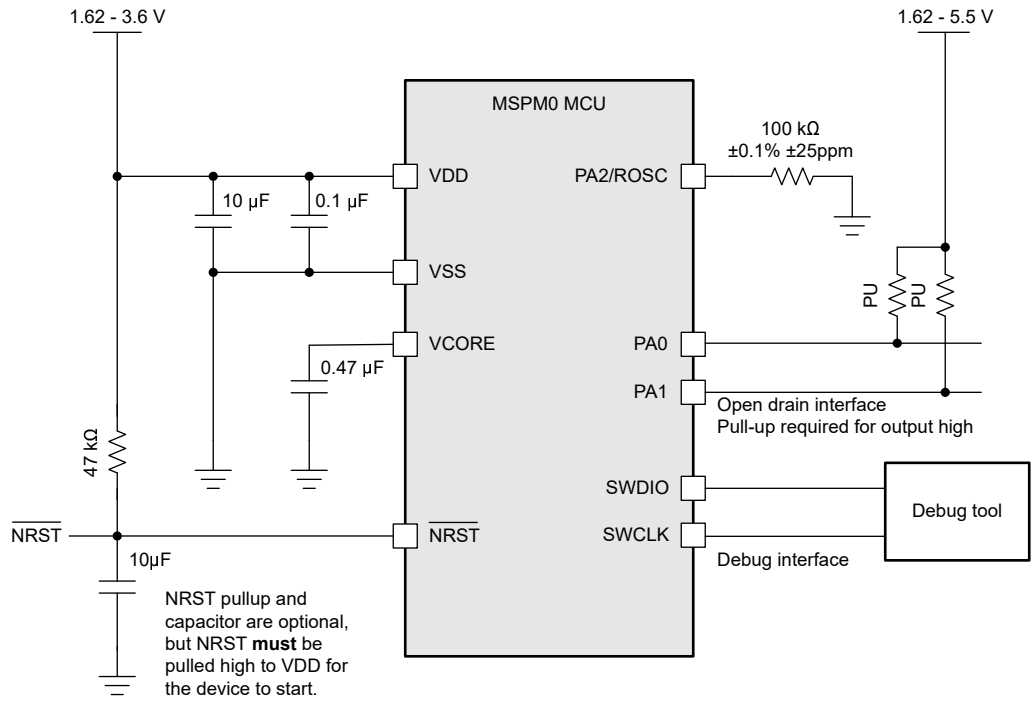 1.62 - 3.6 V
1.62 - 5.5 V
MSPM0 MCU
100 kΩ
±0.1% ±25ppm
VDD
PA2/ROSC
10 µF
0.1 µF
VSS
PU
PU
VCORE
PA0
0.47 µF
PA1
Open drain interface
Pull-up required for output high
47 kΩ
SWDIO
Debug tool
NRST
NRST
SWCLK
10µF
Debug interface
NRST pullup and
capacitor are optional,
but NRST must be
pulled high to VDD for
the device to start.